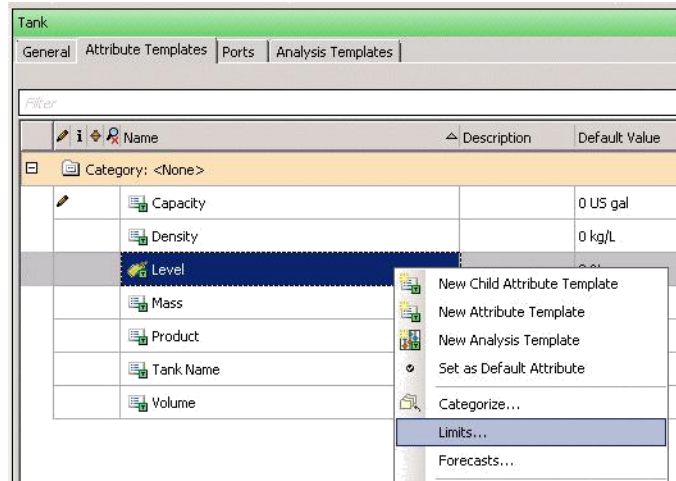 Tank
General Attribute Templates Ports Analysis Templates
Filter
i Name Description Default Value
Category: <None>
Capacity 0 US gal
Density 0 kg/L
Level
Mass
Product
Tank Name
Volume
New Child Attribute Template
New Attribute Template
New Analysis Template
Set as Default Attribute
Categorize...
Limits...
Forecasts...